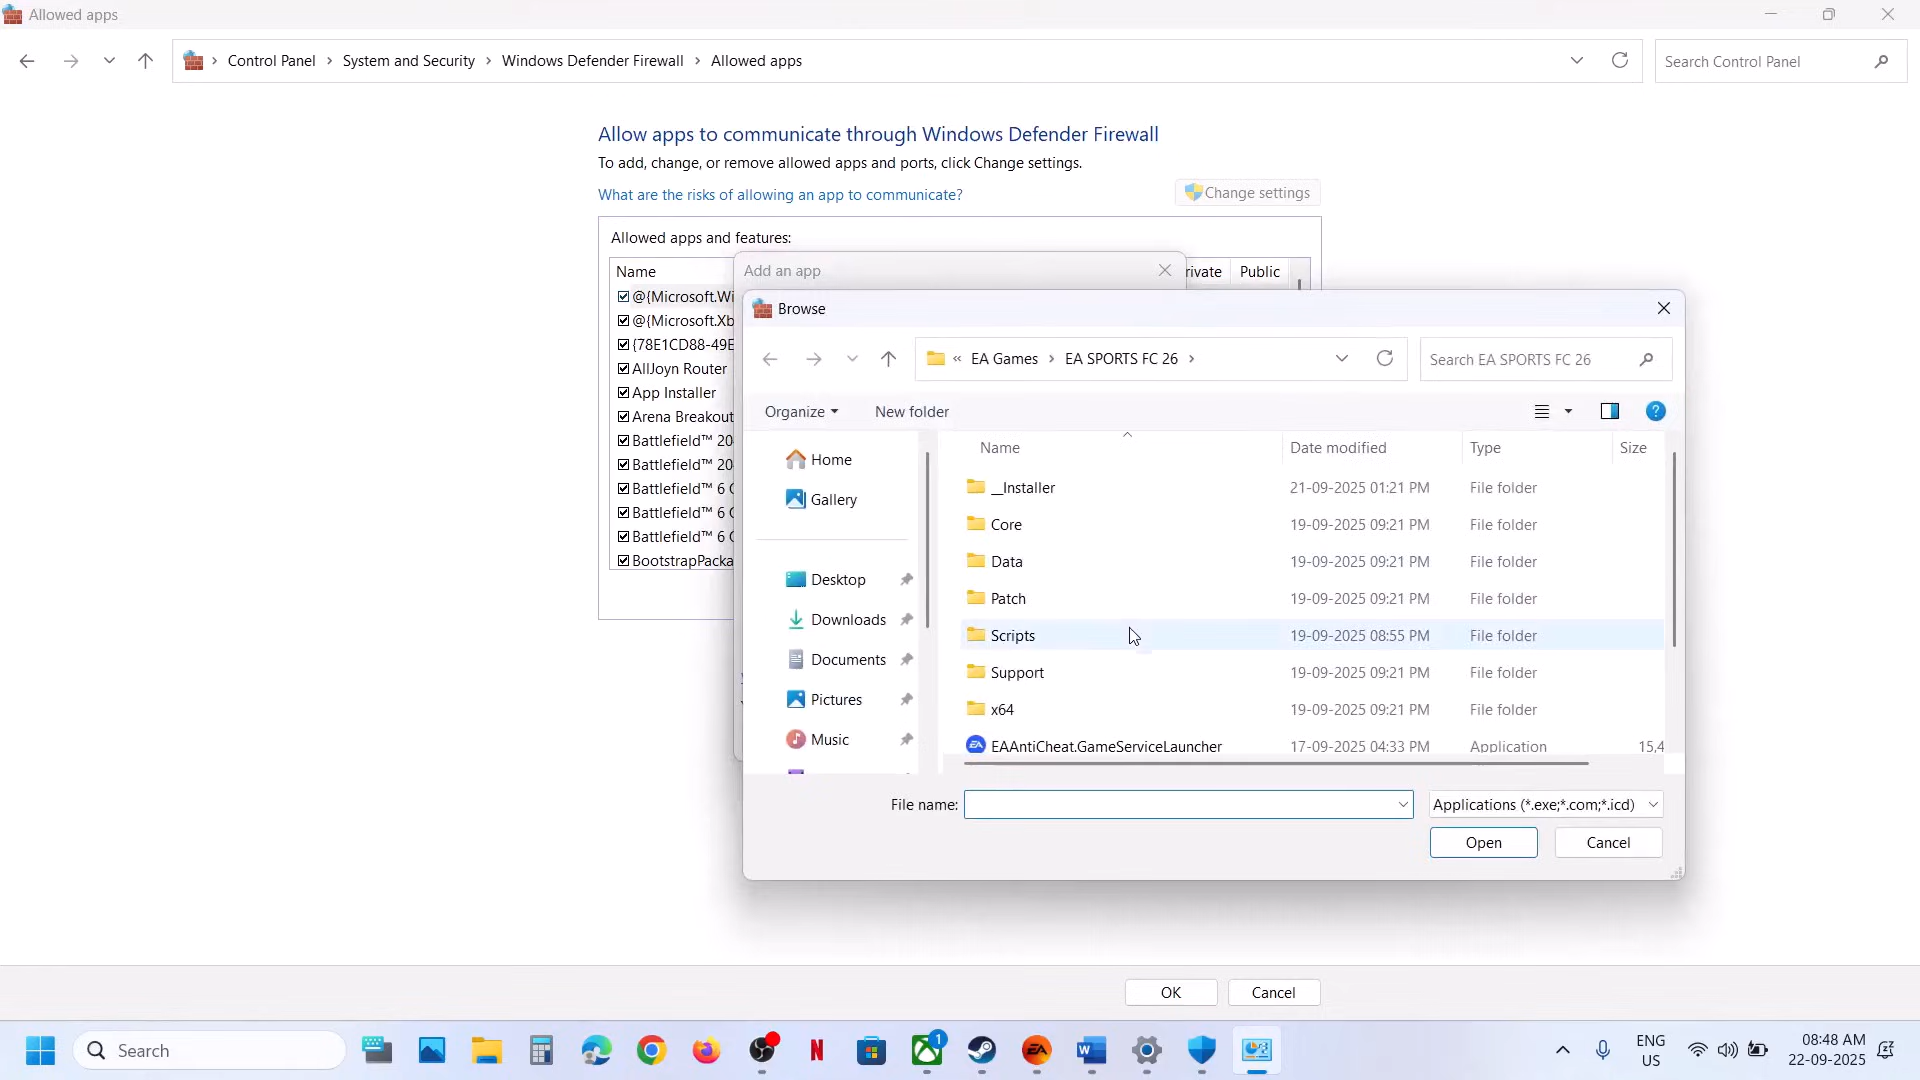 Allowed apps
Control Panel > System and Security > Windows Defender Firewall > Allowed apps
Search Control Panel
Allow apps to communicate through Windows Defender Firewall
To add, change, or remove allowed apps and ports, click Change settings.
What are the risks of allowing an app to communicate?
Change settings
Allowed apps and features:
Name
rivate Public
@{Microsoft.Wi
@{Microsoft.Xb
{78E1CD88-49E
AllJoyn Router
App Installer
Arena Breakout
Battlefield™ 20
Battlefield™ 20
Battlefield™ 6 O
Battlefield™ 6 O
Battlefield™ 6 O
BootstrapPacka
Add an app
Browse
« EA Games > EA SPORTS FC 26 >
Search EA SPORTS FC 26
Organize
New folder
Home
Gallery
Desktop
Downloads
Documents
Pictures
Music
Name Date modified Type Size
__Installer 21-09-2025 01:21 PM File folder
Core 19-09-2025 09:21 PM File folder
Data 19-09-2025 09:21 PM File folder
Patch 19-09-2025 09:21 PM File folder
Scripts 19-09-2025 08:55 PM File folder
Support 19-09-2025 09:21 PM File folder
x64 19-09-2025 09:21 PM File folder
EAAntiCheat.GameServiceLauncher 17-09-2025 04:33 PM Application 15,4
File name:
Applications (*.exe;*.com;*.icd)
Open
Cancel
OK
Cancel
Search
1
ENG
US
08:48 AM
22-09-2025